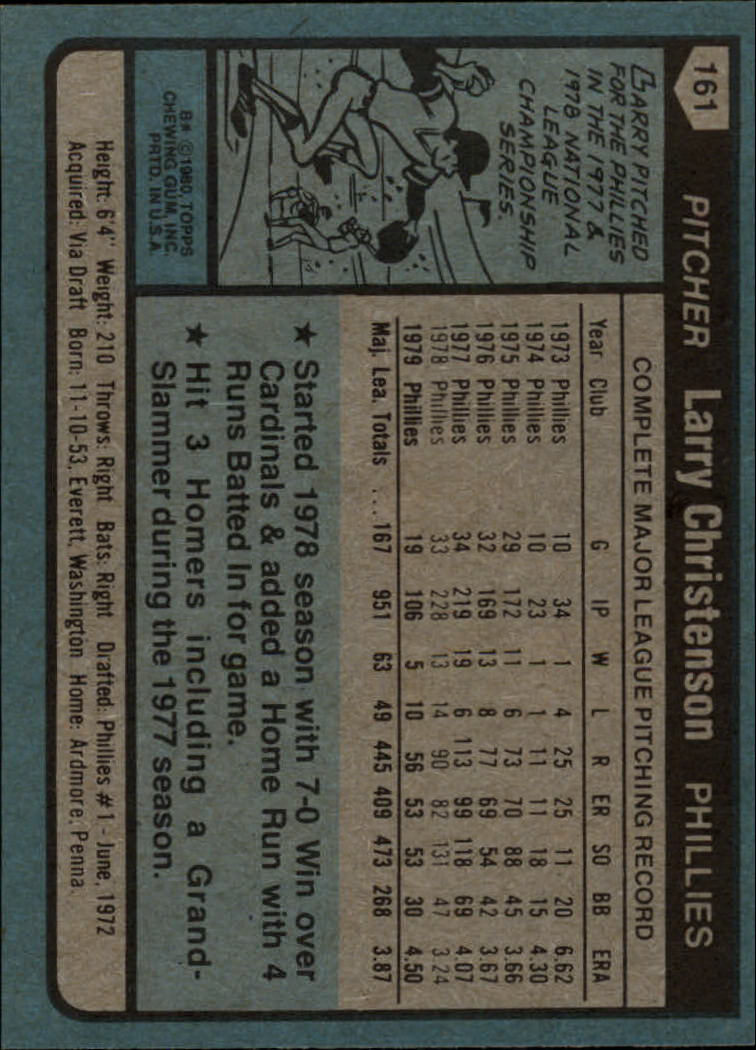 161
PITCHER Larry Christenson PHILLIES
LARRY PITCHED
FOR THE PHILLIES
IN THE 1977 &
1978 NATIONAL
LEAGUE
CHAMPIONSHIP
SERIES.
B* ©1980 TOPPS
CHEWING GUM, INC.
PRTD. IN U.S.A.
COMPLETE MAJOR LEAGUE PITCHING RECORD
Year Club G IP W L R ER SO BB ERA
1973 Phillies 10 34 1 4 25 25 11 20 6.62
1974 Phillies 10 23 1 1 11 11 18 15 4.30
1975 Phillies 29 172 11 6 73 70 88 45 3.66
1976 Phillies 32 169 13 8 77 69 54 42 3.67
1977 Phillies 34 219 19 6 113 99 118 69 4.07
1978 Phillies 33 228 13 14 90 82 131 47 3.24
1979 Phillies 19 106 5 10 56 53 53 30 4.50
Maj. Lea. Totals ... 167 951 63 49 445 409 473 268 3.87
★ Started 1978 season with 7-0 Win over
Cardinals & added a Home Run with 4
Runs Batted In for game.
★ Hit 3 Homers including a Grand-
Slammer during the 1977 season.
Height: 6'4" Weight: 210 Throws: Right Bats: Right Drafted: Phillies #1 - June, 1972
Acquired: Via Draft Born: 11-10-53, Everett, Washington Home: Ardmore, Penna.